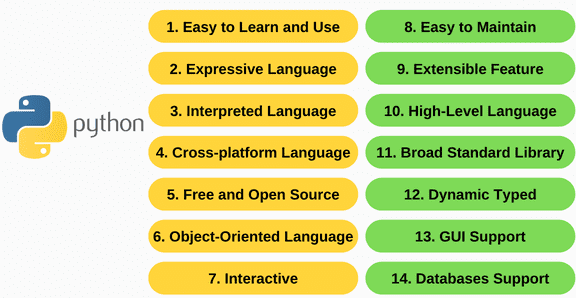 python
1. Easy to Learn and Use
2. Expressive Language
3. Interpreted Language
4. Cross-platform Language
5. Free and Open Source
6. Object-Oriented Language
7. Interactive
8. Easy to Maintain
9. Extensible Feature
10. High-Level Language
11. Broad Standard Library
12. Dynamic Typed
13. GUI Support
14. Databases Support